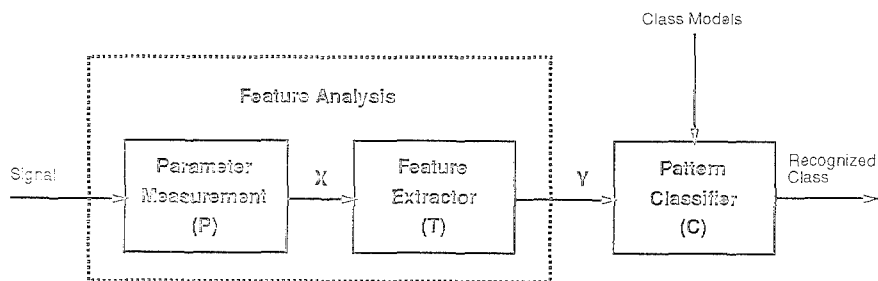 Class Models
Feature Analysis
Signal
Parameter
Measurement
(P)
X
Feature
Extractor
(T)
Y
Pattern
Classifier
(C)
Recognized
Class